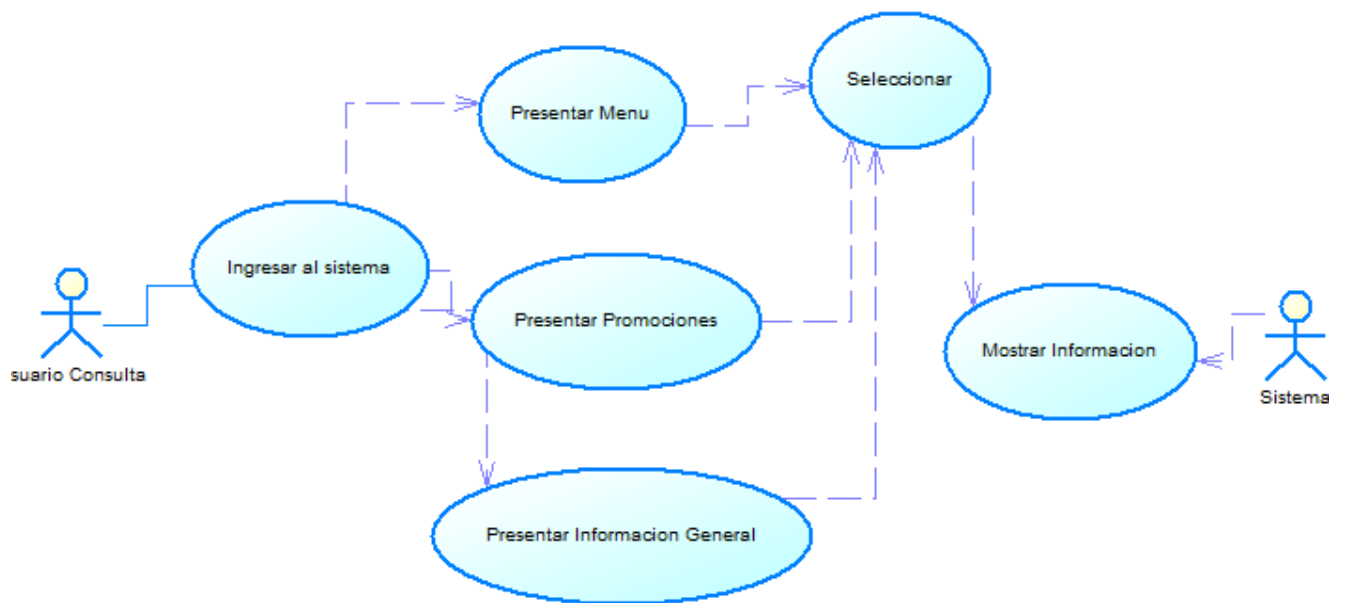 Seleccionar
Presentar Menu
Ingresar al sistema
Presentar Promociones
Mostrar Informacion
suario Consulta
Sistema
Presentar Informacion General